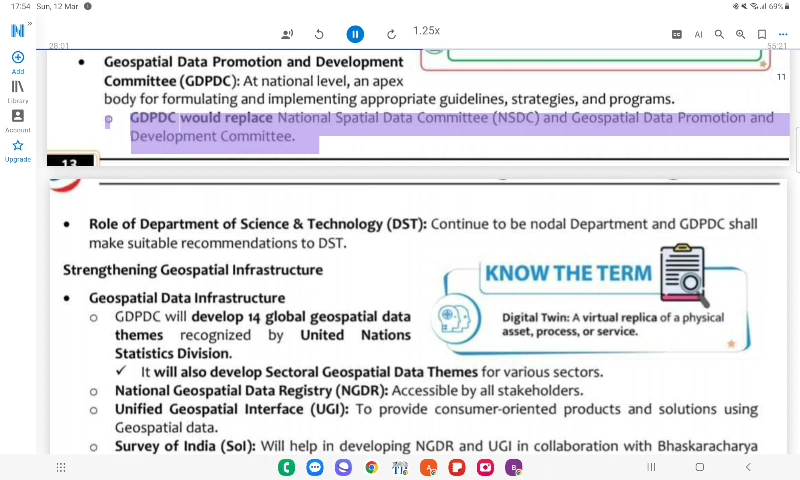 17:54 Sun, 12 Mar
69%
N
»
1.25x
CC
AI
28:01
55:21
Add
Library
Account
Upgrade
11
• Geospatial Data Promotion and Development
Committee (GDPDC): At national level, an apex
body for formulating and implementing appropriate guidelines, strategies, and programs.
o GDPDC would replace National Spatial Data Committee (NSDC) and Geospatial Data Promotion and
Development Committee.
13
• Role of Department of Science & Technology (DST): Continue to be nodal Department and GDPDC shall
make suitable recommendations to DST.
Strengthening Geospatial Infrastructure
• Geospatial Data Infrastructure
o GDPDC will develop 14 global geospatial data
themes recognized by United Nations
Statistics Division.
✓ It will also develop Sectoral Geospatial Data Themes for various sectors.
KNOW THE TERM
Digital Twin: A virtual replica of a physical
asset, process, or service.
o National Geospatial Data Registry (NGDR): Accessible by all stakeholders.
o Unified Geospatial Interface (UGI): To provide consumer-oriented products and solutions using
Geospatial data.
o Survey of India (SoI): Will help in developing NGDR and UGI in collaboration with Bhaskaracharya